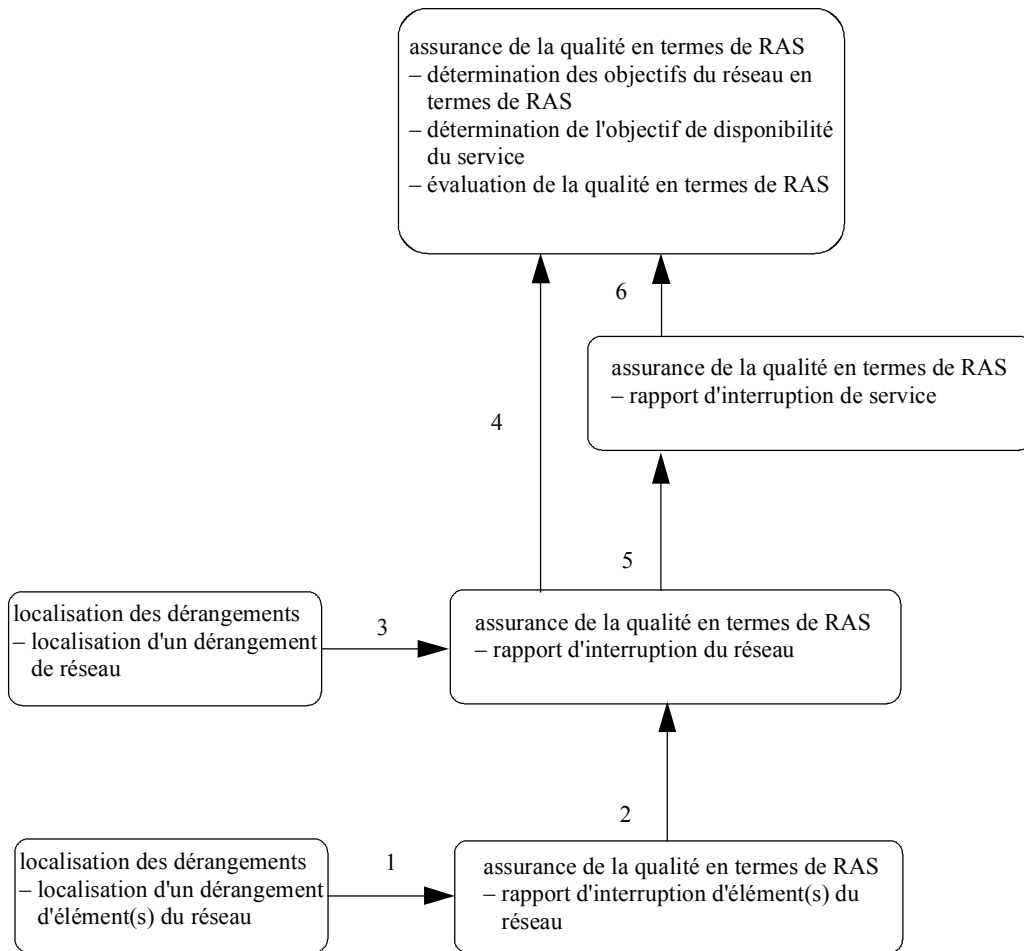 assurance de la qualité en termes de RAS
– détermination des objectifs du réseau en
termes de RAS
– détermination de l'objectif de disponibilité
du service
– évaluation de la qualité en termes de RAS
6
assurance de la qualité en termes de RAS
– rapport d'interruption de service
4
5
localisation des dérangements
– localisation d'un dérangement
de réseau
3
assurance de la qualité en termes de RAS
– rapport d'interruption du réseau
2
localisation des dérangements
– localisation d'un dérangement
d'élément(s) du réseau
1
assurance de la qualité en termes de RAS
– rapport d'interruption d'élément(s) du
réseau